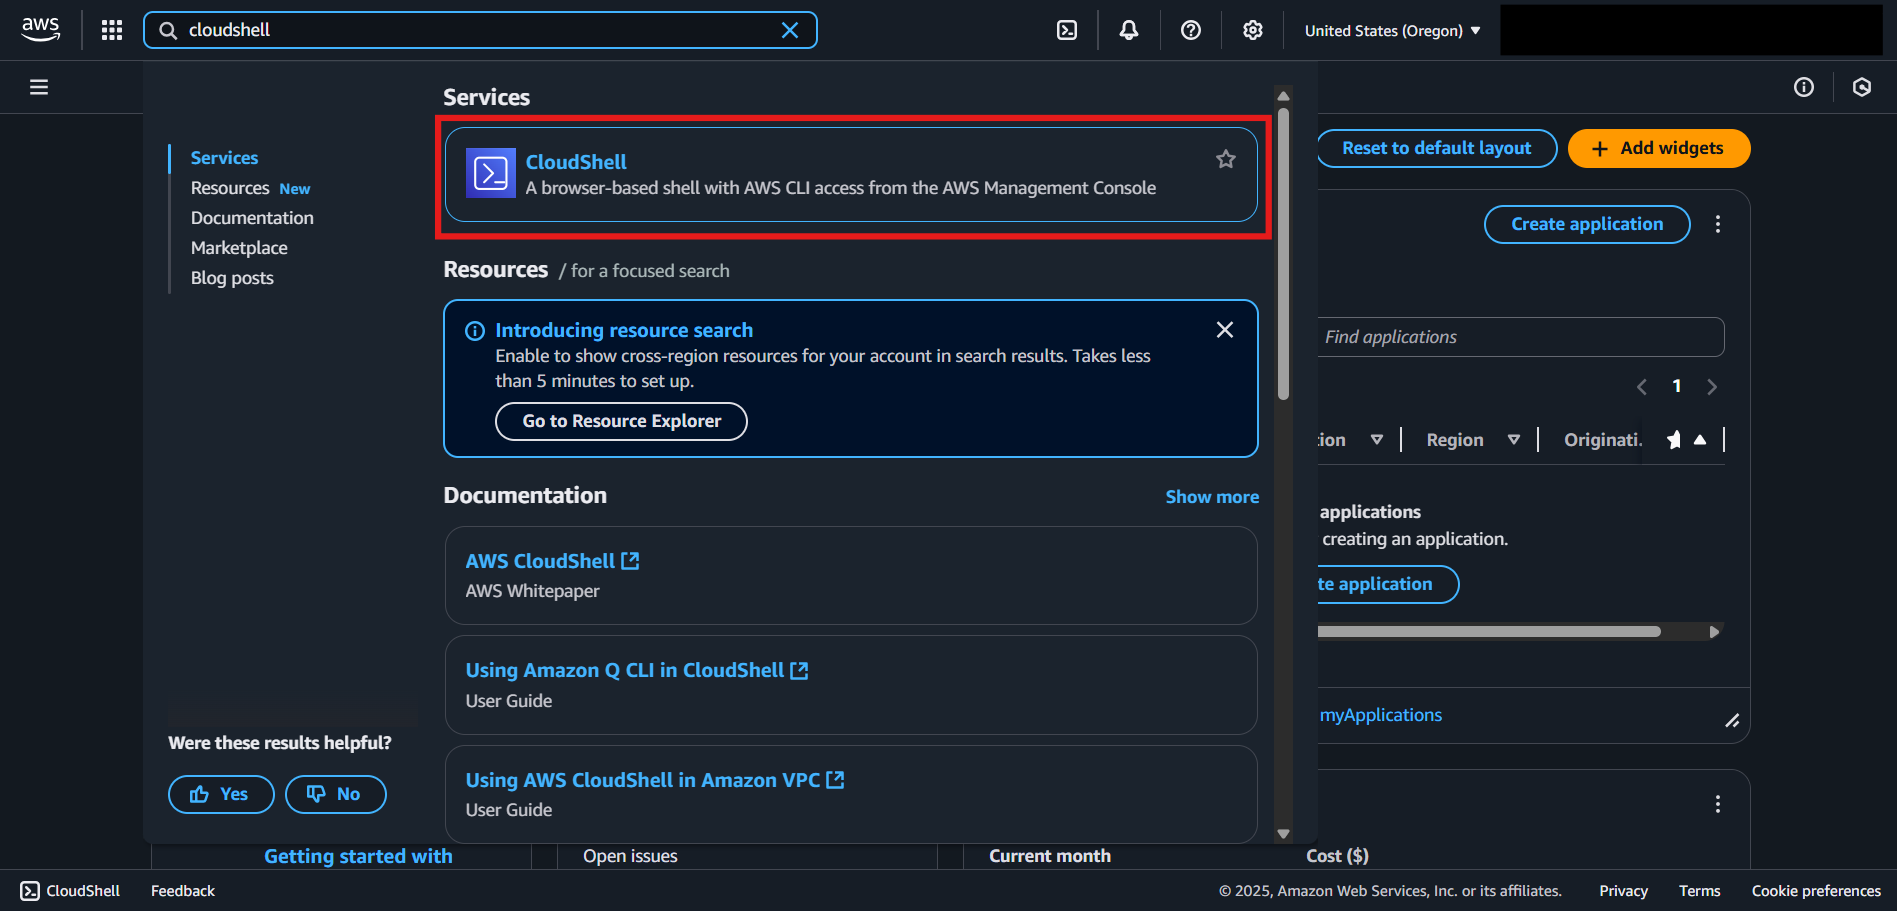 aws
cloudshell
United States (Oregon)
Services
Resources New
Documentation
Marketplace
Blog posts
Were these results helpful?
Yes
No
Services
CloudShell
A browser-based shell with AWS CLI access from the AWS Management Console
Resources / for a focused search
Introducing resource search
Enable to show cross-region resources for your account in search results. Takes less
than 5 minutes to set up.
Go to Resource Explorer
Documentation
Show more
AWS CloudShell
AWS Whitepaper
Using Amazon Q CLI in CloudShell
User Guide
Using AWS CloudShell in Amazon VPC
User Guide
Reset to default layout
+ Add widgets
Create application
Find applications
1
tion
Region
Originati.
applications
creating an application.
te application
myApplications
Getting started with
Open issues
Current month
Cost ($)
CloudShell
Feedback
© 2025, Amazon Web Services, Inc. or its affiliates.
Privacy
Terms
Cookie preferences